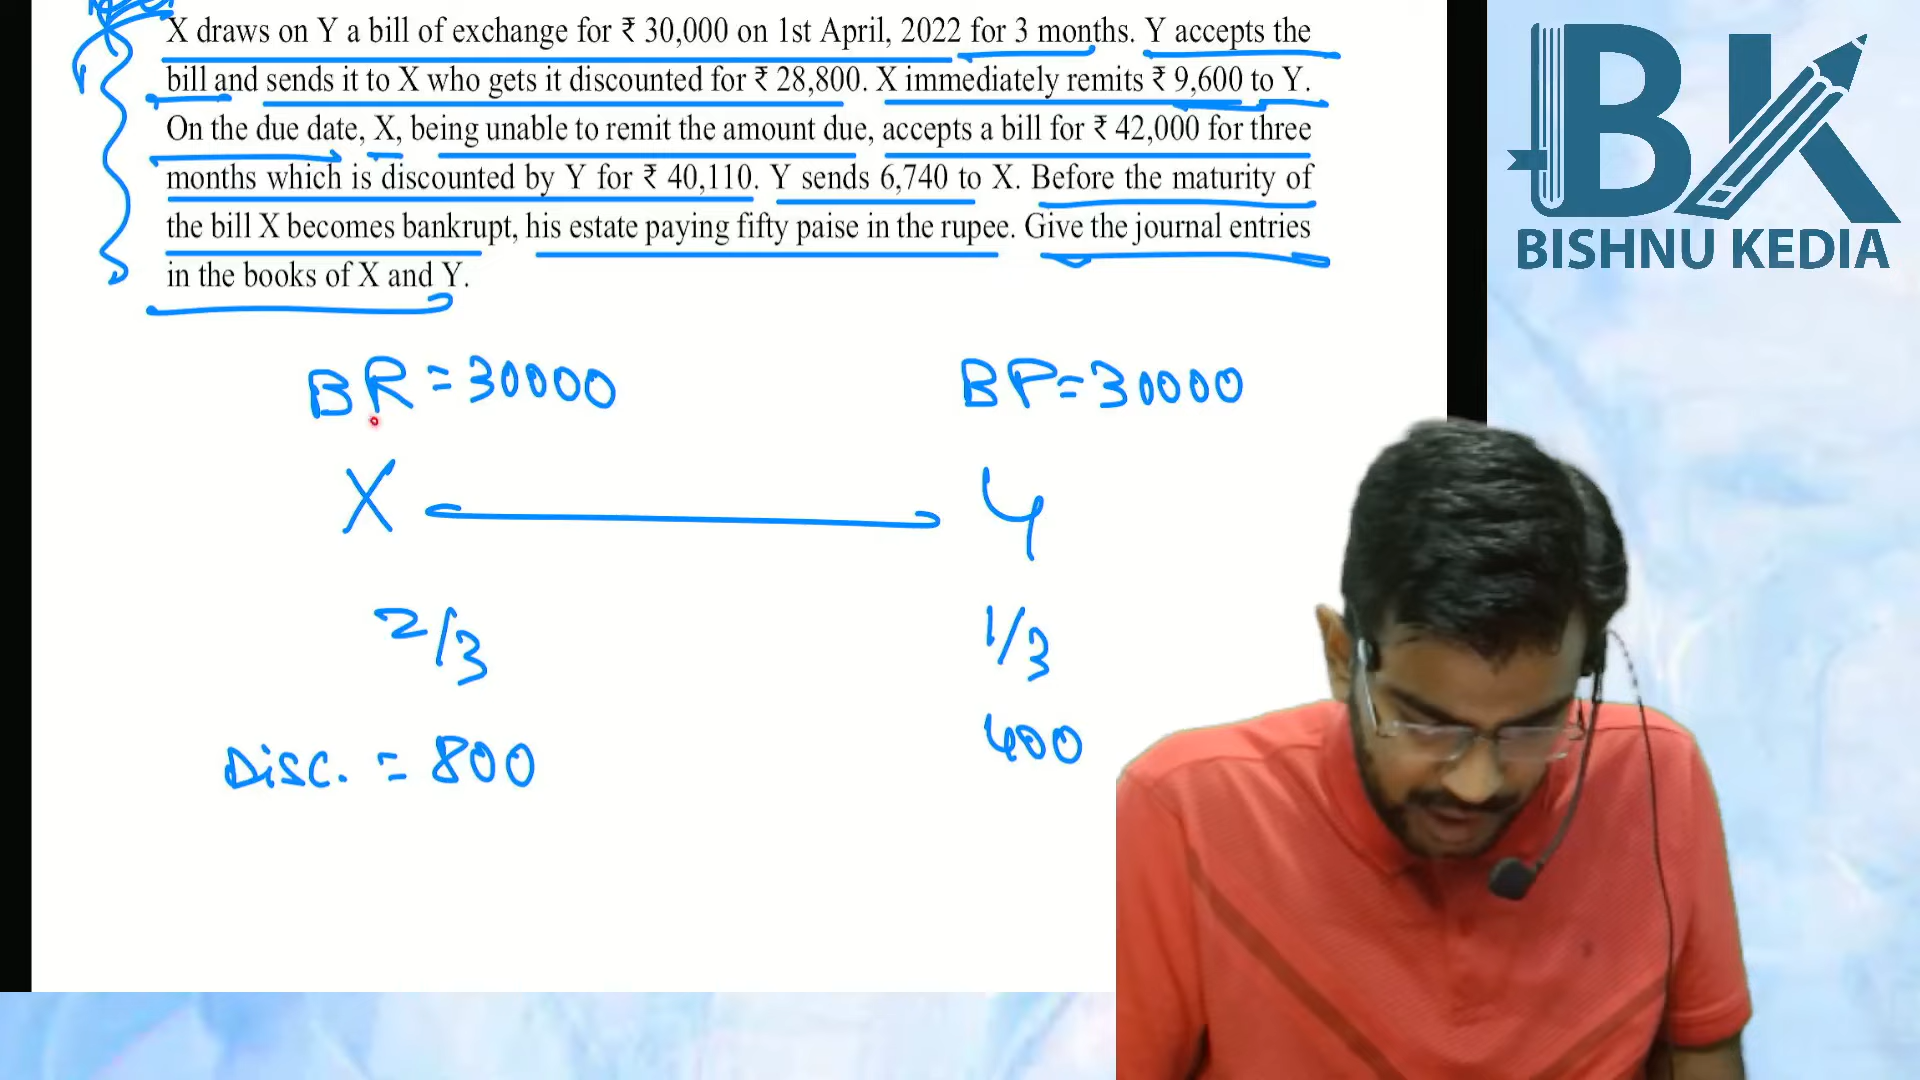 X draws on Y a bill of exchange for ₹ 30,000 on 1st April, 2022 for 3 months. Y accepts the
bill and sends it to X who gets it discounted for ₹ 28,800. X immediately remits ₹ 9,600 to Y.
On the due date, X, being unable to remit the amount due, accepts a bill for ₹ 42,000 for three
months which is discounted by Y for ₹ 40,110. Y sends 6,740 to X. Before the maturity of
the bill X becomes bankrupt, his estate paying fifty paise in the rupee. Give the journal entries
in the books of X and Y.
BK
BISHNU KEDIA
BR = 30000
BP = 30000
X
Y
2/3
1/3
Disc. = 800
400